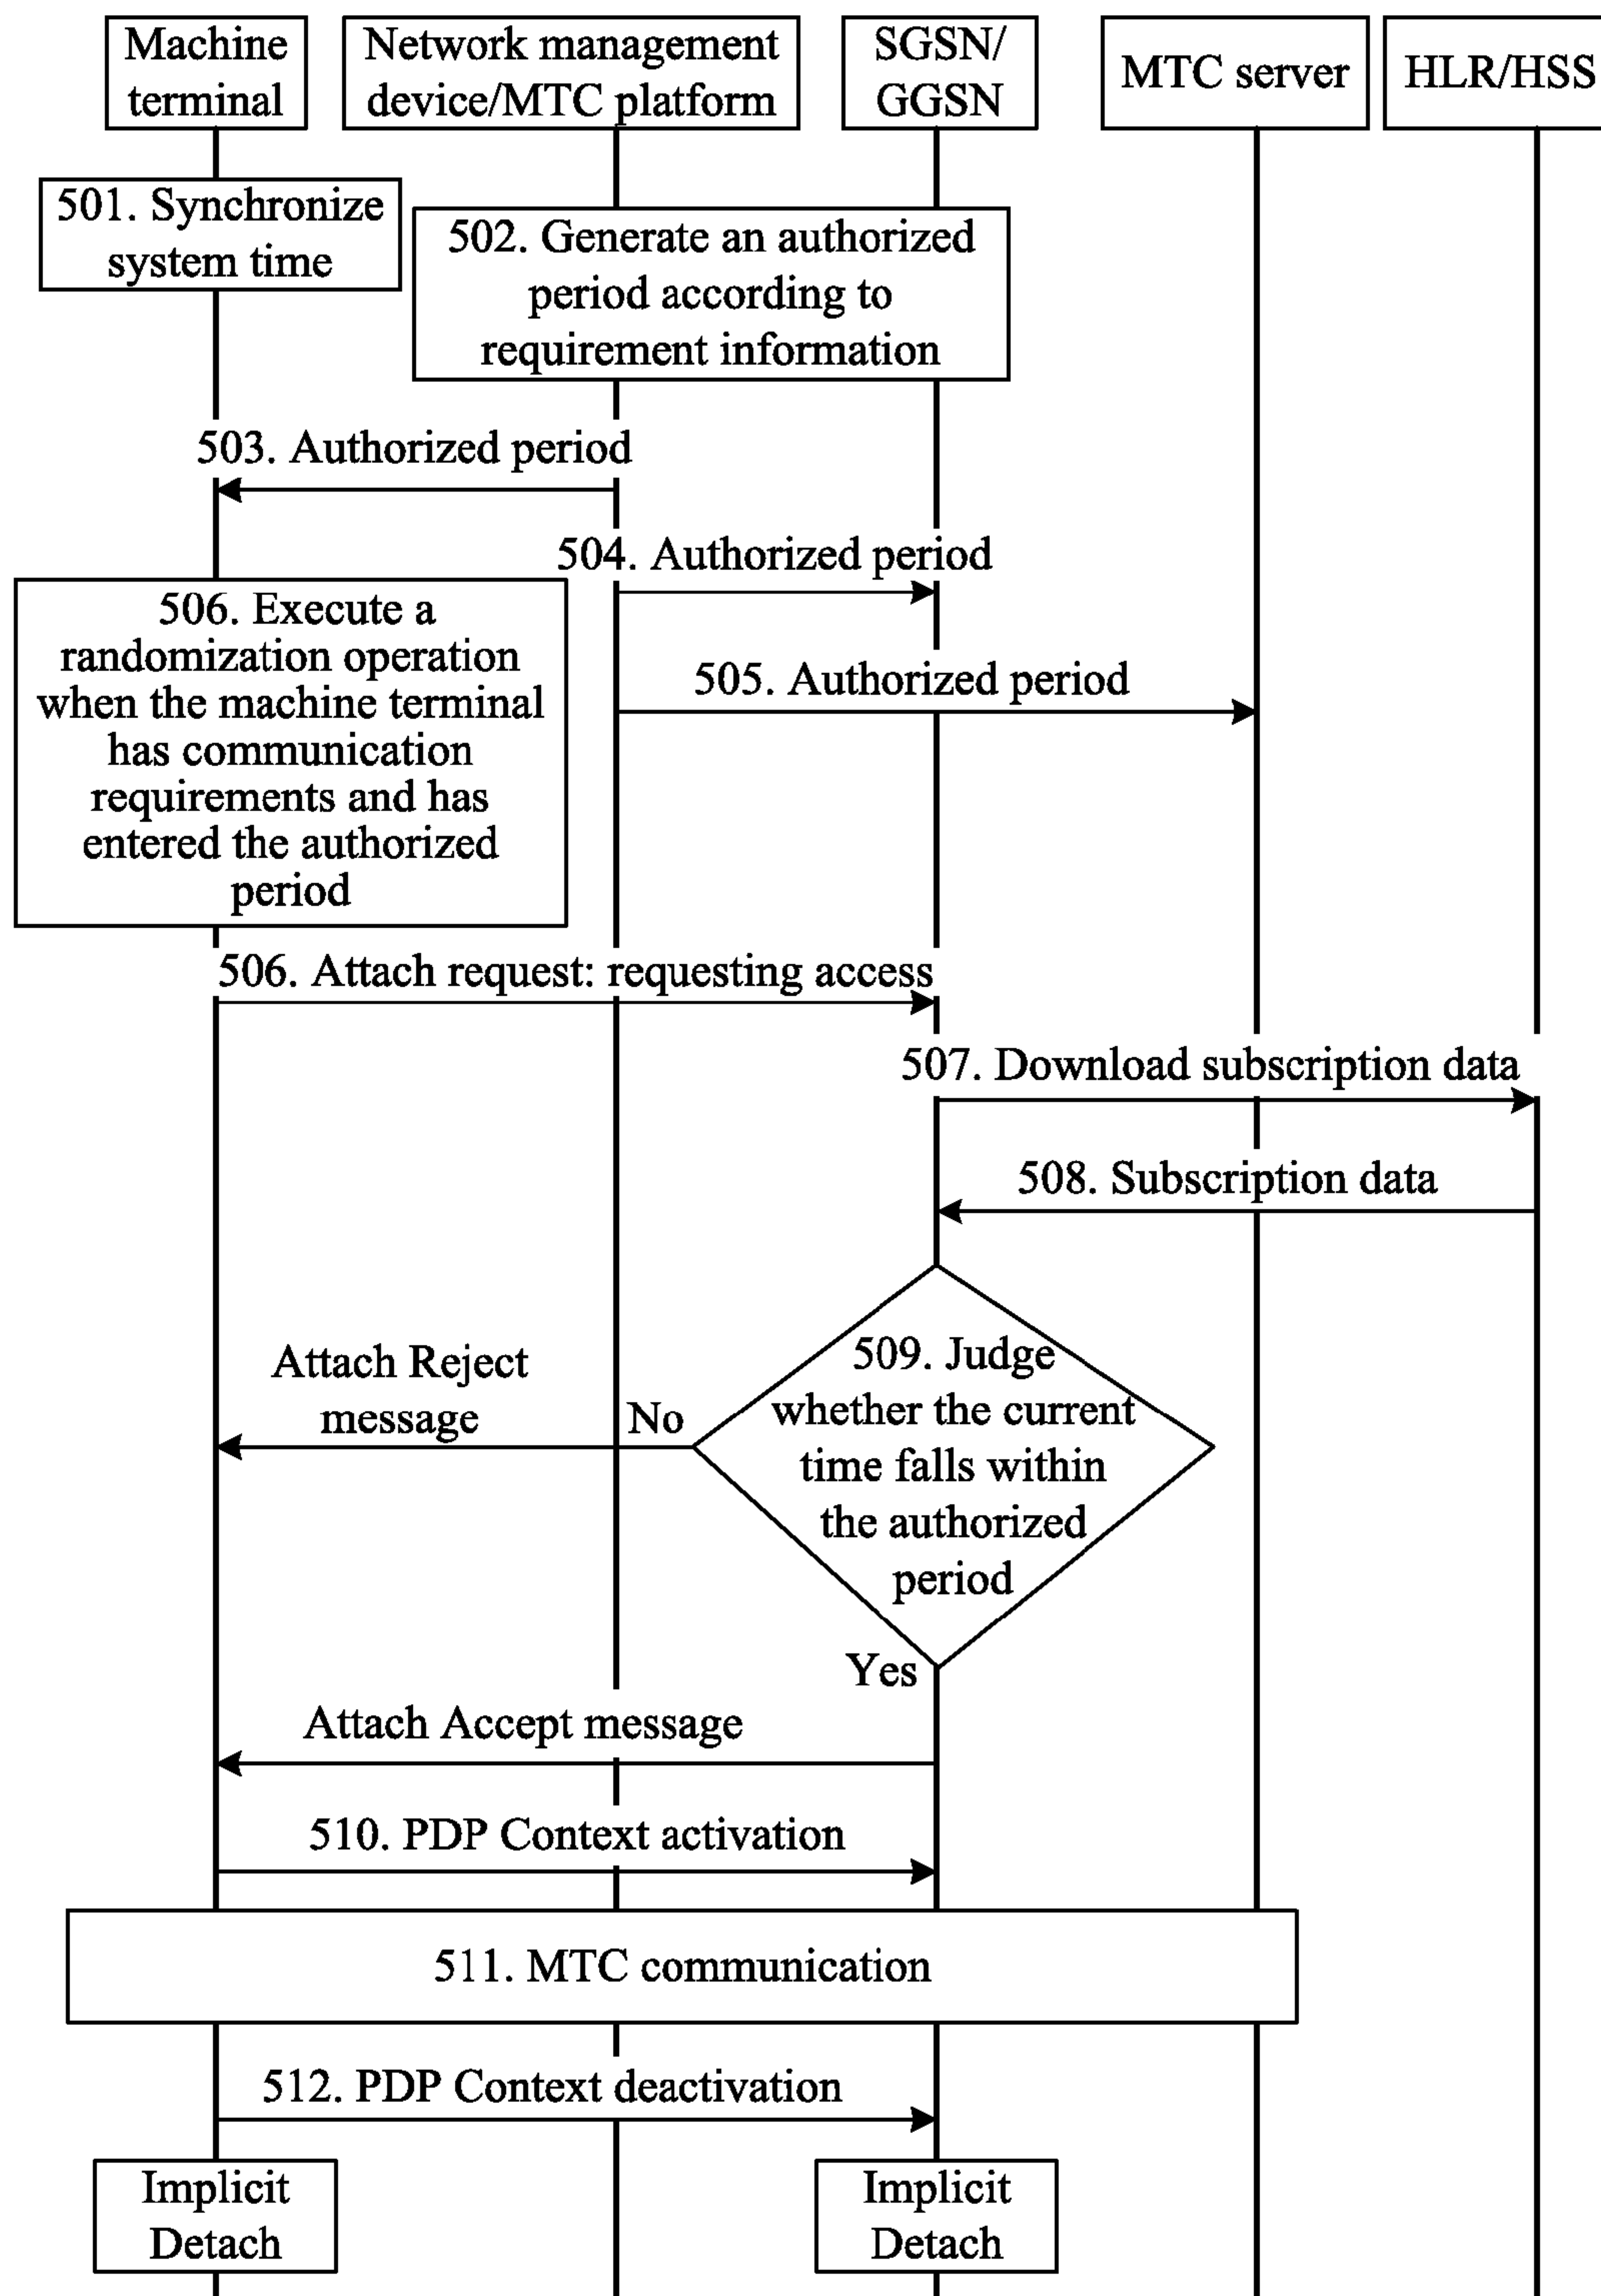 Machine
terminal
Network management
device/MTC platform
SGSN/
GGSN
MTC server
HLR/HSS
501. Synchronize
system time
502. Generate an authorized
period according to
requirement information
503. Authorized period
504. Authorized period
505. Authorized period
506. Execute a
randomization operation
when the machine terminal
has communication
requirements and has
entered the authorized
period
506. Attach request: requesting access
507. Download subscription data
508. Subscription data
509. Judge
whether the current
time falls within
the authorized
period
Attach Reject
message
No
Yes
Attach Accept message
510. PDP Context activation
511. MTC communication
512. PDP Context deactivation
Implicit
Detach
Implicit
Detach